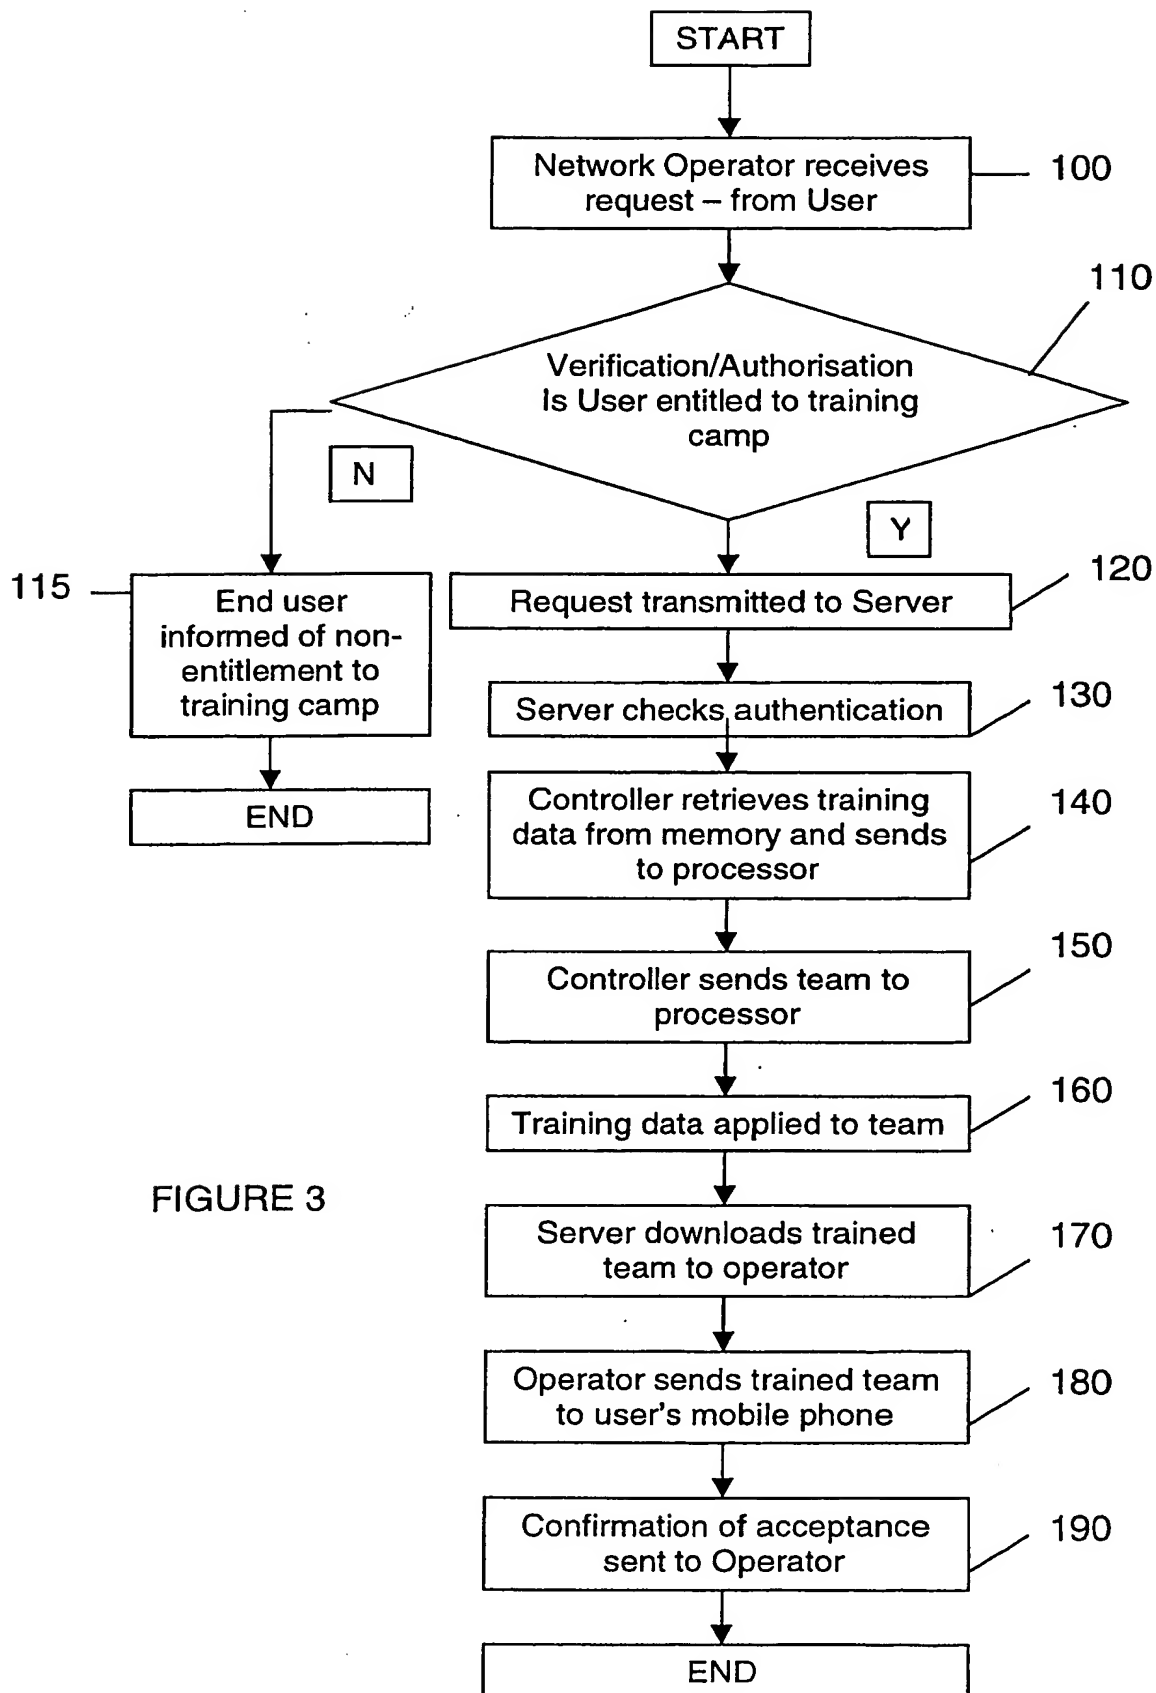 START
Network Operator receives
request – from User
100
110
Verification/Authorisation
Is User entitled to training
camp
N
Y
115
End user
informed of non-
entitlement to
training camp
END
Request transmitted to Server
120
Server checks authentication
130
Controller retrieves training
data from memory and sends
to processor
140
Controller sends team to
processor
150
Training data applied to team
160
FIGURE 3
Server downloads trained
team to operator
170
Operator sends trained team
to user's mobile phone
180
Confirmation of acceptance
sent to Operator
190
END